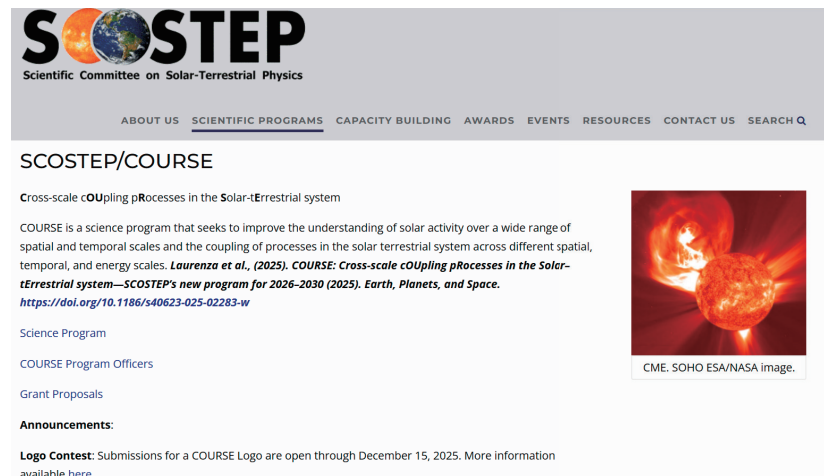 SCOSTEP
Scientific Committee on Solar-Terrestrial Physics
ABOUT US SCIENTIFIC PROGRAMS CAPACITY BUILDING AWARDS EVENTS RESOURCES CONTACT US SEARCH
SCOSTEP/COURSE
Cross-scale cOUpling pRocesses in the Solar-tErrestrial system
COURSE is a science program that seeks to improve the understanding of solar activity over a wide range of
spatial and temporal scales and the coupling of processes in the solar terrestrial system across different spatial,
temporal, and energy scales. Laurenza et al., (2025). COURSE: Cross-scale cOUpling pRocesses in the Solar–
tErrestrial system—SCOSTEP's new program for 2026–2030 (2025). Earth, Planets, and Space.
https://doi.org/10.1186/s40623-025-02283-w
Science Program
COURSE Program Officers
Grant Proposals
CME. SOHO ESA/NASA image.
Announcements:
Logo Contest: Submissions for a COURSE Logo are open through December 15, 2025. More information
available here